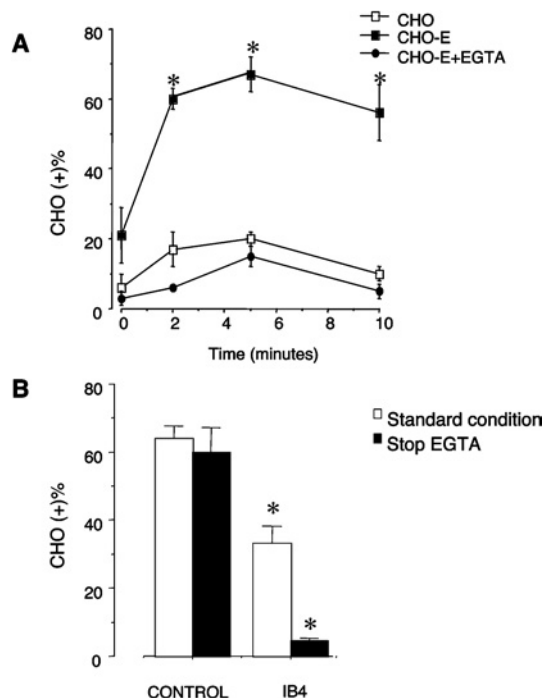 A
CHO
CHO-E
CHO-E+EGTA
* * *
80
60
40
20
0
CHO (+)%
0 2 4 6 8 10
Time (minutes)
B
Standard condition
Stop EGTA
80
60
40
20
0
CHO (+)%
*
*
CONTROL IB4